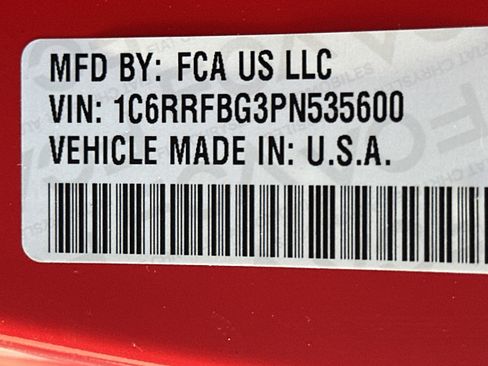 MFD BY: FCA US LLC
VIN: 1C6RRFBG3PN535600
VEHICLE MADE IN: U.S.A.